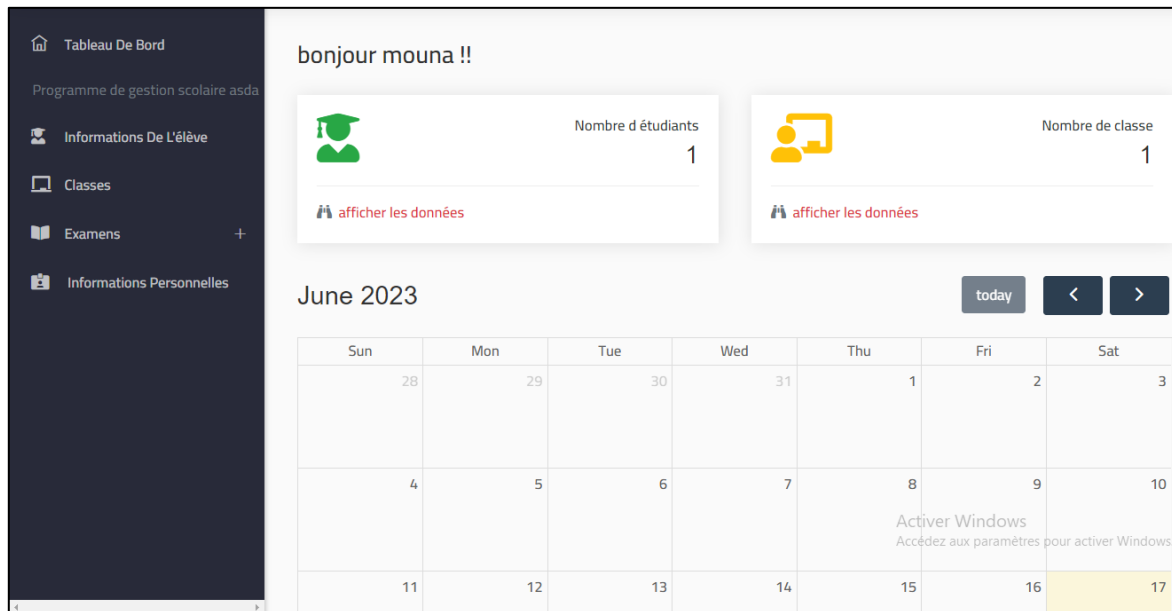 Tableau De Bord
Programme de gestion scolaire asda
Informations De L'élève
Classes
Examens +
Informations Personnelles
bonjour mouna !!
Nombre d étudiants
1
afficher les données
Nombre de classe
1
afficher les données
June 2023
today
Sun Mon Tue Wed Thu Fri Sat
28 29 30 31 1 2 3
4 5 6 7 8 9 10
Activer Windows
Accédez aux paramètres pour activer Windows.
11 12 13 14 15 16 17